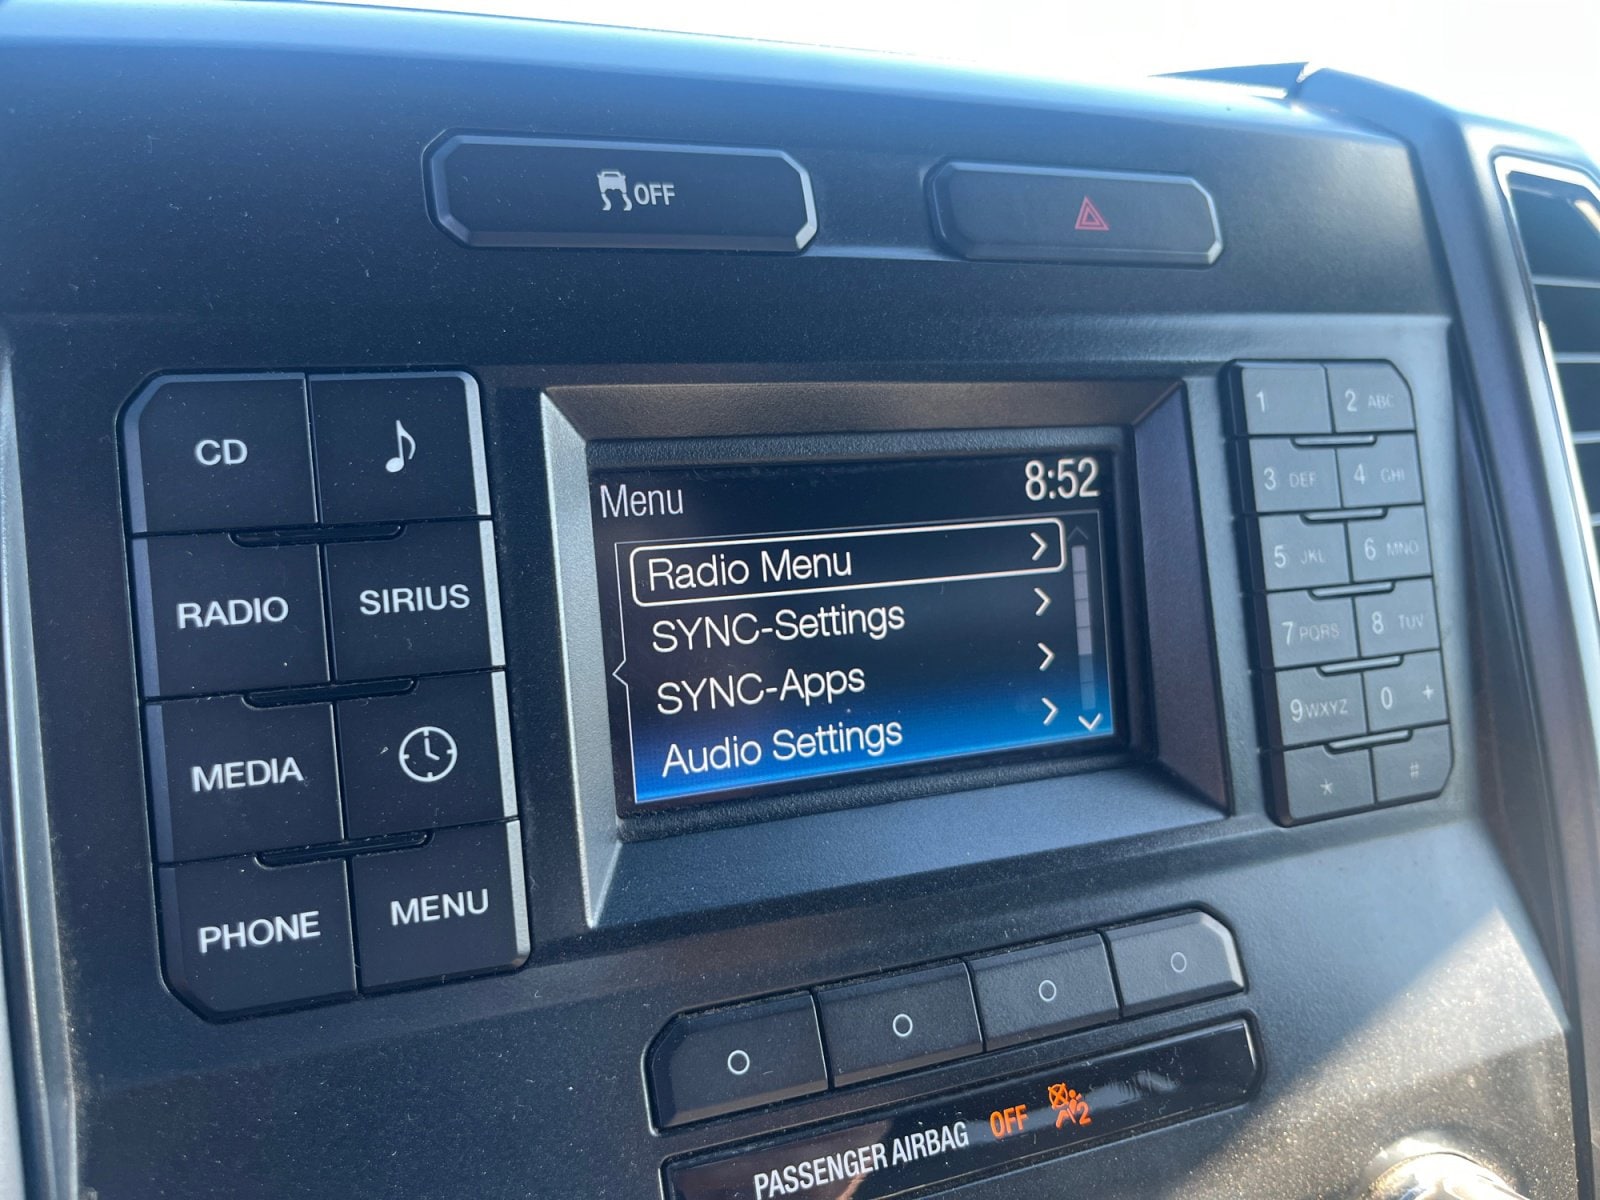 OFF
CD
RADIO
SIRIUS
MEDIA
PHONE
MENU
Menu
8:52
Radio Menu
SYNC-Settings
SYNC-Apps
Audio Settings
1
2 ABC
3 DEF
4 GHI
5 JKL
6 MNO
7 PQRS
8 TUV
9 WXYZ
0 +
*
#
PASSENGER AIRBAG OFF 2